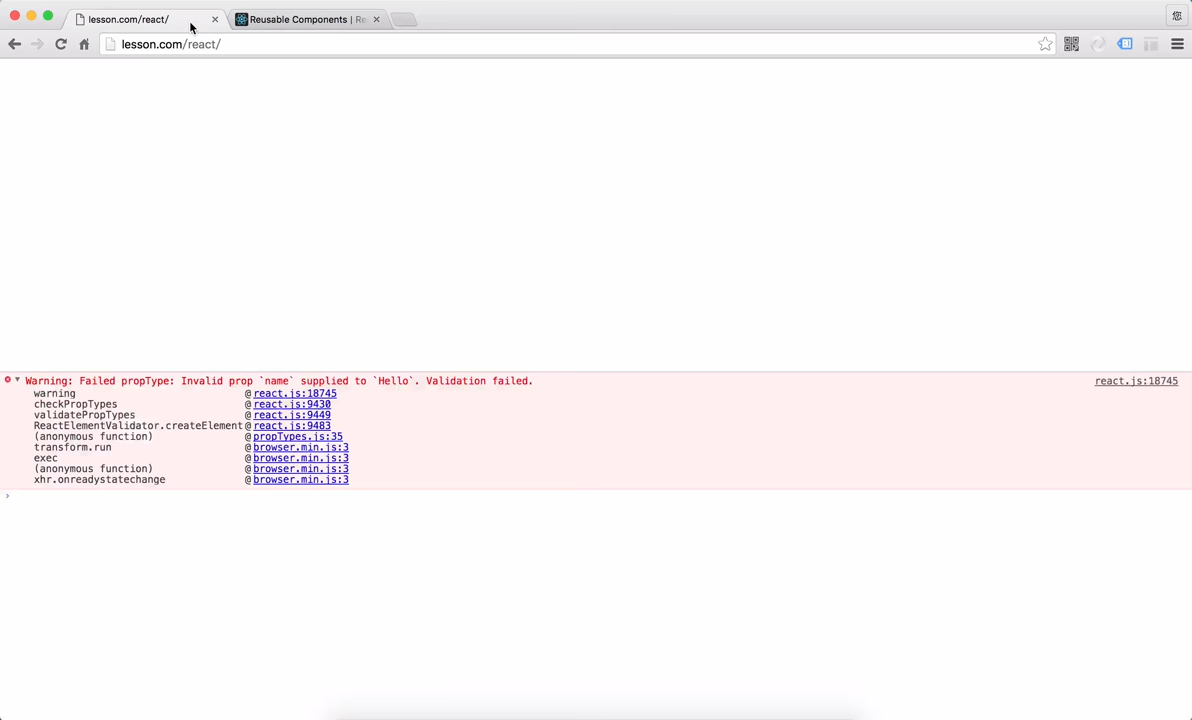 lesson.com/react/
Reusable Components | Re
您
lesson.com/react/
Warning: Failed propType: Invalid prop `name` supplied to `Hello`. Validation failed. react.js:18745
warning @ react.js:18745
checkPropTypes @ react.js:9430
validatePropTypes @ react.js:9449
ReactElementValidator.createElement @ react.js:9483
(anonymous function) @ propTypes.js:35
transform.run @ browser.min.js:3
exec @ browser.min.js:3
(anonymous function) @ browser.min.js:3
xhr.onreadystatechange @ browser.min.js:3